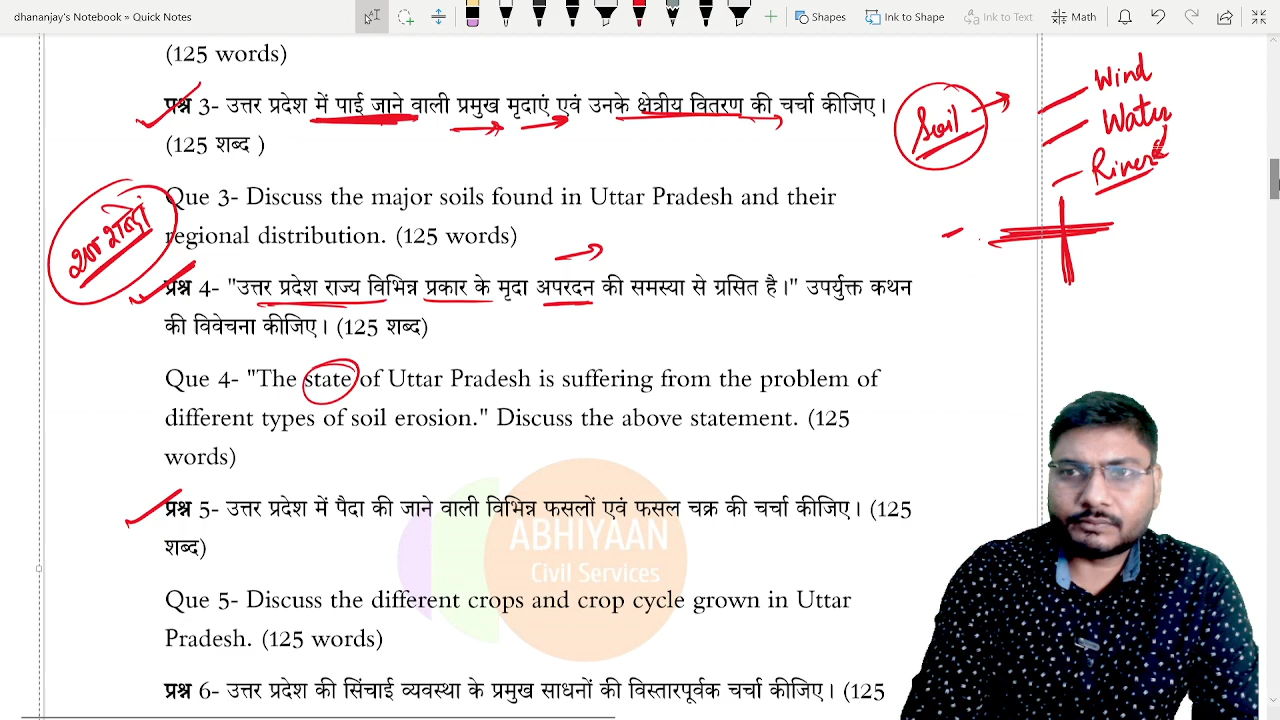 dhananjay's Notebook » Quick Notes
Shapes
Ink to Shape
Ink to Text
Math
(125 words)
प्रश्न 3- उत्तर प्रदेश में पाई जाने वाली प्रमुख मृदाएं एवं उनके क्षेत्रीय वितरण की चर्चा कीजिए।
(125 शब्द )
Soil
Wind
Water
River
Que 3- Discuss the major soils found in Uttar Pradesh and their
regional distribution. (125 words)
शब्दों
प्रश्न 4- "उत्तर प्रदेश राज्य विभिन्न प्रकार के मृदा अपरदन की समस्या से ग्रसित है।" उपर्युक्त कथन
की विवेचना कीजिए। (125 शब्द)
Que 4- "The state of Uttar Pradesh is suffering from the problem of
different types of soil erosion." Discuss the above statement. (125
words)
प्रश्न 5- उत्तर प्रदेश में पैदा की जाने वाली विभिन्न फसलों एवं फसल चक्र की चर्चा कीजिए। (125
शब्द)
ABHIYAAN
Civil Services
Que 5- Discuss the different crops and crop cycle grown in Uttar
Pradesh. (125 words)
प्रश्न 6- उत्तर प्रदेश की सिंचाई व्यवस्था के प्रमुख साधनों की विस्तारपूर्वक चर्चा कीजिए। (125